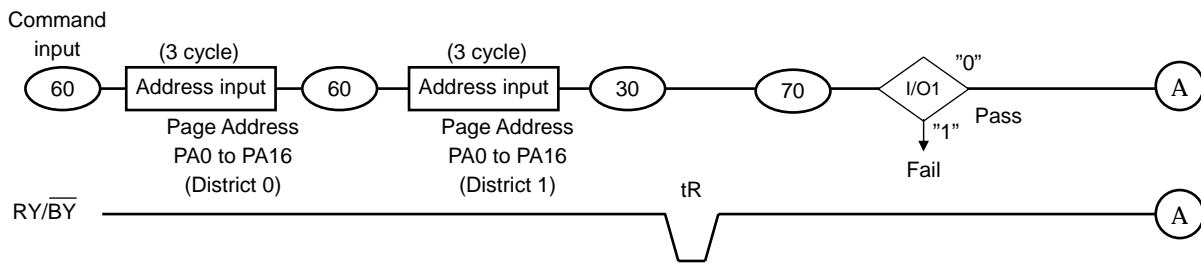 Command
input
(3 cycle)
(3 cycle)
"0"
60
Address input
60
Address input
30
70
I/O1
A
Page Address
PA0 to PA16
(District 0)
Page Address
PA0 to PA16
(District 1)
"1"
Pass
Fail
tR
RY/B̅Y̅
A